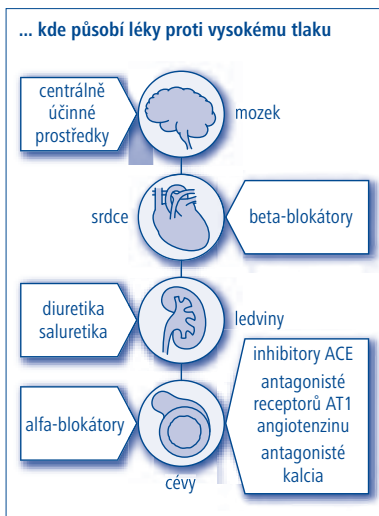 ... kde působí léky proti vysokému tlaku
centrálně
účinné
prostředky
mozek
srdce
beta-blokátory
diuretika
saluretika
ledviny
alfa-blokátory
inhibitory ACE
antagonisté
receptorů AT1
angiotenzinu
antagonisté
kalcia
cévy